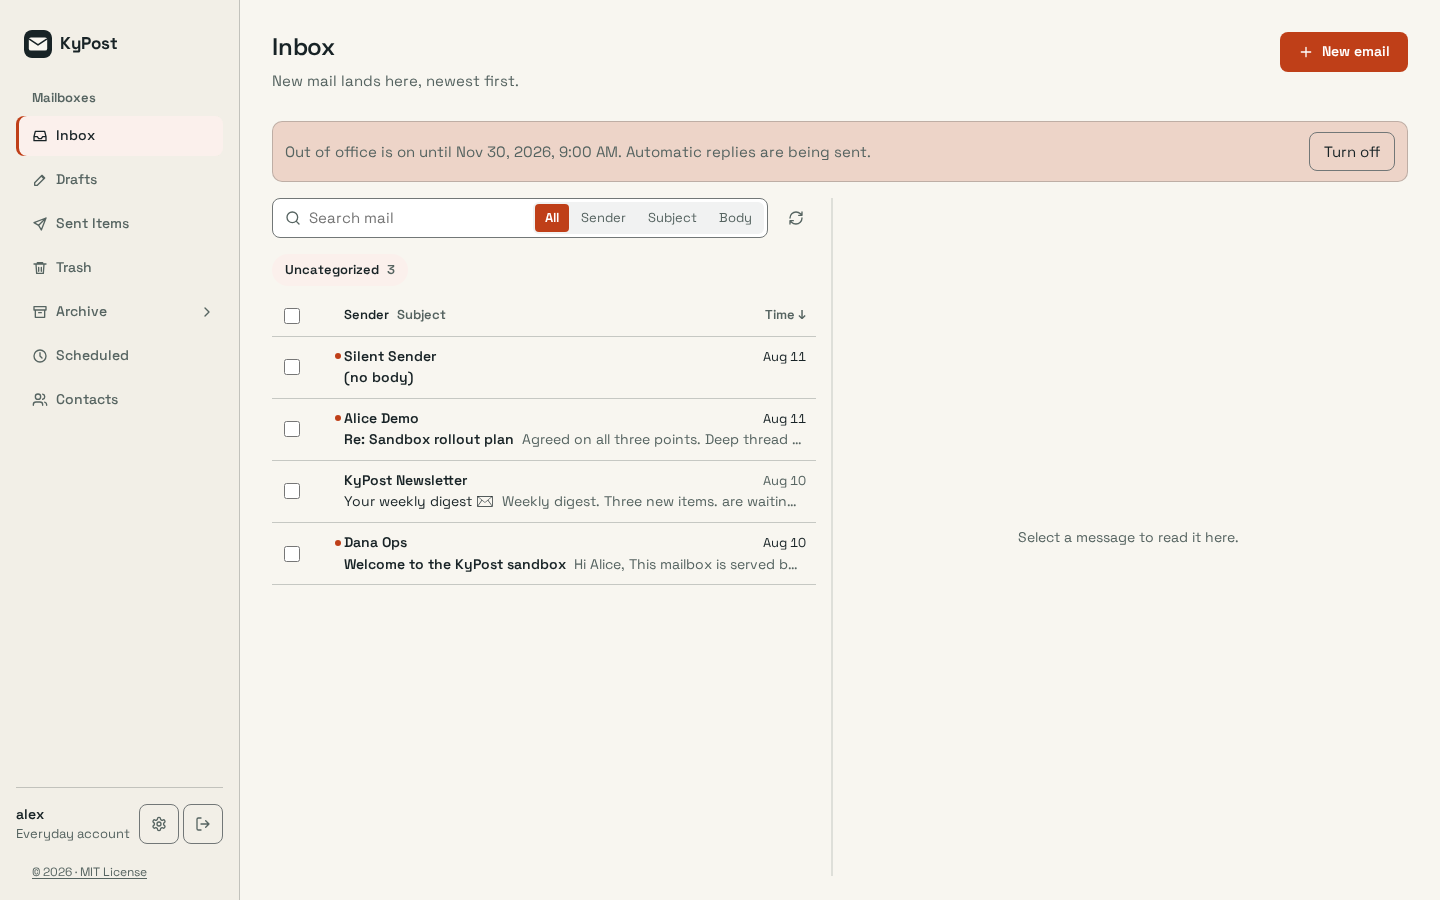 KyPost
Mailboxes
Inbox
Drafts
Sent Items
Trash
Archive
Scheduled
Contacts
alex
Everyday account
© 2026 · MIT License
Inbox
New mail lands here, newest first.
New email
Out of office is on until Nov 30, 2026, 9:00 AM. Automatic replies are being sent.
Turn off
Search mail
All Sender Subject Body
Uncategorized 3
Sender Subject Time ↓
Silent Sender Aug 11
(no body)
Alice Demo Aug 11
Re: Sandbox rollout plan Agreed on all three points. Deep thread ...
KyPost Newsletter Aug 10
Your weekly digest ✉ Weekly digest. Three new items. are waitin...
Dana Ops Aug 10
Welcome to the KyPost sandbox Hi Alice, This mailbox is served b...
Select a message to read it here.